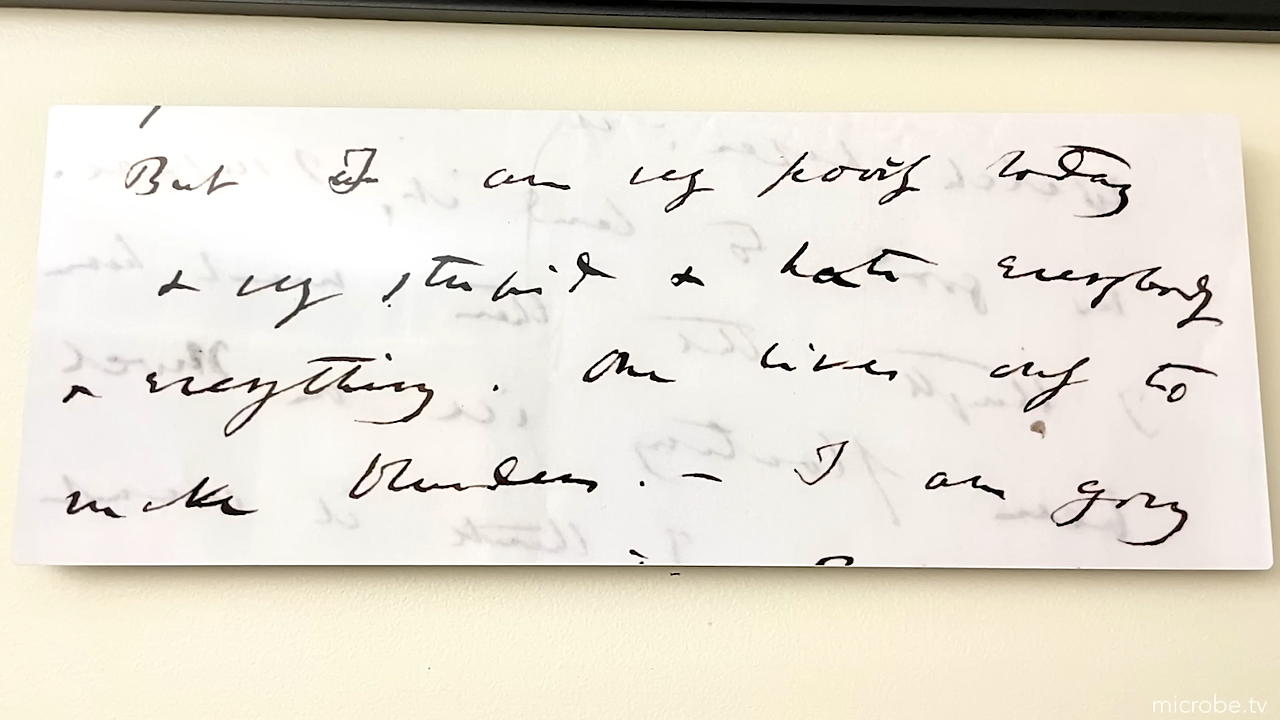 But I am very poorly today
& very stupid & hate everybody
& everything. One lives only to
make blunders. – I am going
microbe.tv